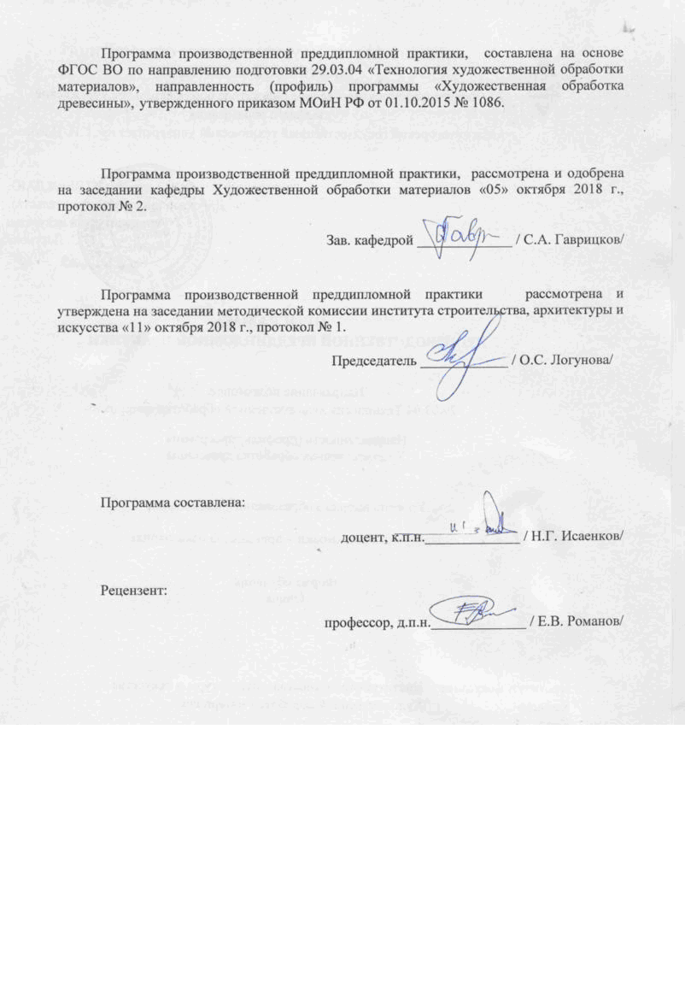 Программа производственной преддипломной практики, составлена на основе
ФГОС ВО по направлению подготовки 29.03.04 «Технология художественной обработки
материалов», направленность (профиль) программы «Художественная обработка
древесины», утвержденного приказом МОиН РФ от 01.10.2015 № 1086.
Программа производственной преддипломной практики, рассмотрена и одобрена
на заседании кафедры Художественной обработки материалов «05» октября 2018 г.,
протокол № 2.
Зав. кафедрой ______________ / С.А. Гаврицков/
Программа производственной преддипломной практики рассмотрена и
утверждена на заседании методической комиссии института строительства, архитектуры и
искусства «11» октября 2018 г., протокол № 1.
Председатель _____________ / О.С. Логунова/
Программа составлена:
доцент, к.п.н.______________ / Н.Г. Исаенков/
Рецензент:
профессор, д.п.н.______________ / Е.В. Романов/